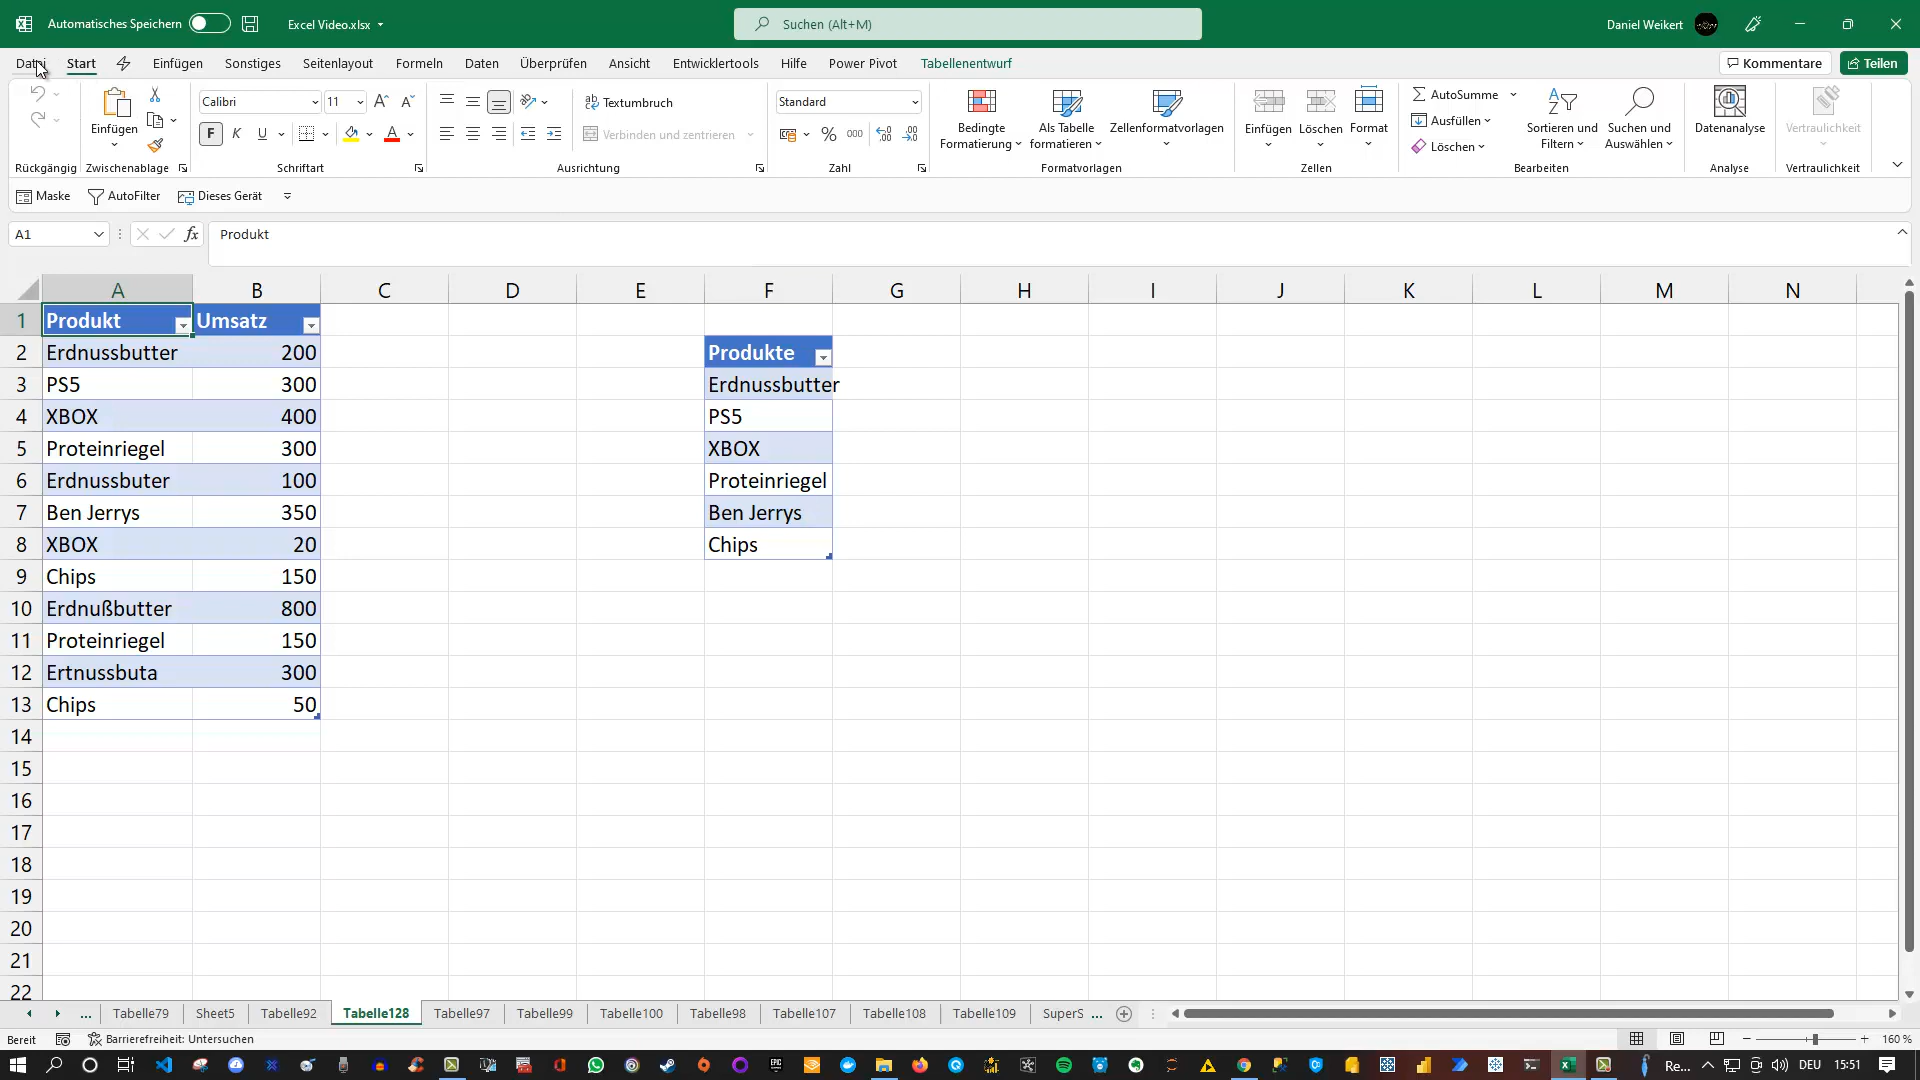 Automatisches Speichern
Excel Video.xlsx
Suchen (Alt+M)
Daniel Weikert
Datei
Start
Einfügen
Sonstiges
Seitenlayout
Formeln
Daten
Überprüfen
Ansicht
Entwicklertools
Hilfe
Power Pivot
Tabellenentwurf
Kommentare
Teilen
Rückgängig
Einfügen
Zwischenablage
Calibri
11
F K U
Schriftart
Textumbruch
Verbinden und zentrieren
Ausrichtung
Standard
% 000
Zahl
Bedingte
Formatierung
Als Tabelle
formatieren
Zellenformatvorlagen
Formatvorlagen
Einfügen
Löschen
Format
Zellen
AutoSumme
Ausfüllen
Löschen
Sortieren und
Filtern
Suchen und
Auswählen
Bearbeiten
Datenanalyse
Analyse
Vertraulichkeit
Vertraulichkeit
Maske
AutoFilter
Dieses Gerät
A1
fx
Produkt
A B C D E F G H I J K L M N
1 Produkt Umsatz
2 Erdnussbutter 200 Produkte
3 PS5 300 Erdnussbutter
4 XBOX 400 PS5
5 Proteinriegel 300 XBOX
6 Erdnussbuter 100 Proteinriegel
7 Ben Jerrys 350 Ben Jerrys
8 XBOX 20 Chips
9 Chips 150
10 Erdnußbutter 800
11 Proteinriegel 150
12 Ertnussbuta 300
13 Chips 50
14
15
16
17
18
19
20
21
22
... Tabelle79 Sheet5 Tabelle92 Tabelle128 Tabelle97 Tabelle99 Tabelle100 Tabelle98 Tabelle107 Tabelle108 Tabelle109 SuperS ...
Bereit
Barrierefreiheit: Untersuchen
160 %
Re...
DEU
15:51